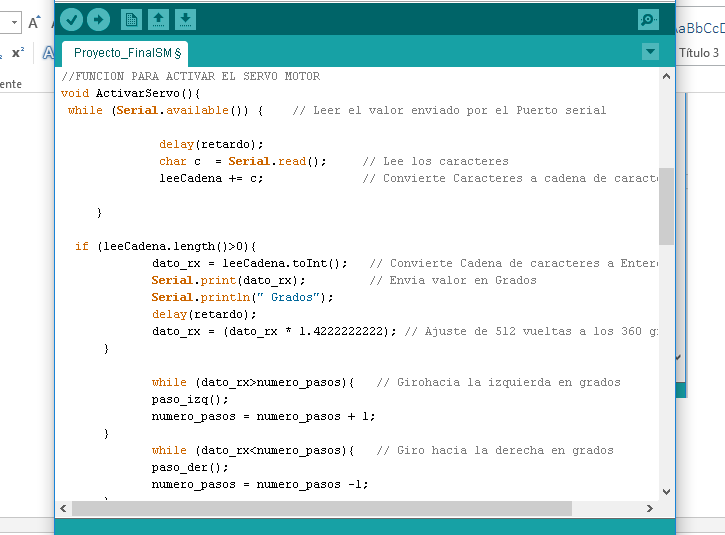 AaBbCcD
Título 3
ente
Proyecto_FinalSM §
//FUNCION PARA ACTIVAR EL SERVO MOTOR
void ActivarServo(){
while (Serial.available()) {    // Leer el valor enviado por el Puerto serial
delay(retardo);
char c  = Serial.read();     // Lee los caracteres
leeCadena += c;              // Convierte Caracteres a cadena de caract
}
if (leeCadena.length()>0){
dato_rx = leeCadena.toInt();   // Convierte Cadena de caracteres a Enter
Serial.print(dato_rx);         // Envia valor en Grados
Serial.println(" Grados");
delay(retardo);
dato_rx = (dato_rx * 1.4222222222); // Ajuste de 512 vueltas a los 360 g
}
while (dato_rx>numero_pasos){   // Girohacia la izquierda en grados
paso_izq();
numero_pasos = numero_pasos + 1;
}
while (dato_rx<numero_pasos){   // Giro hacia la derecha en grados
paso_der();
numero_pasos = numero_pasos -1;